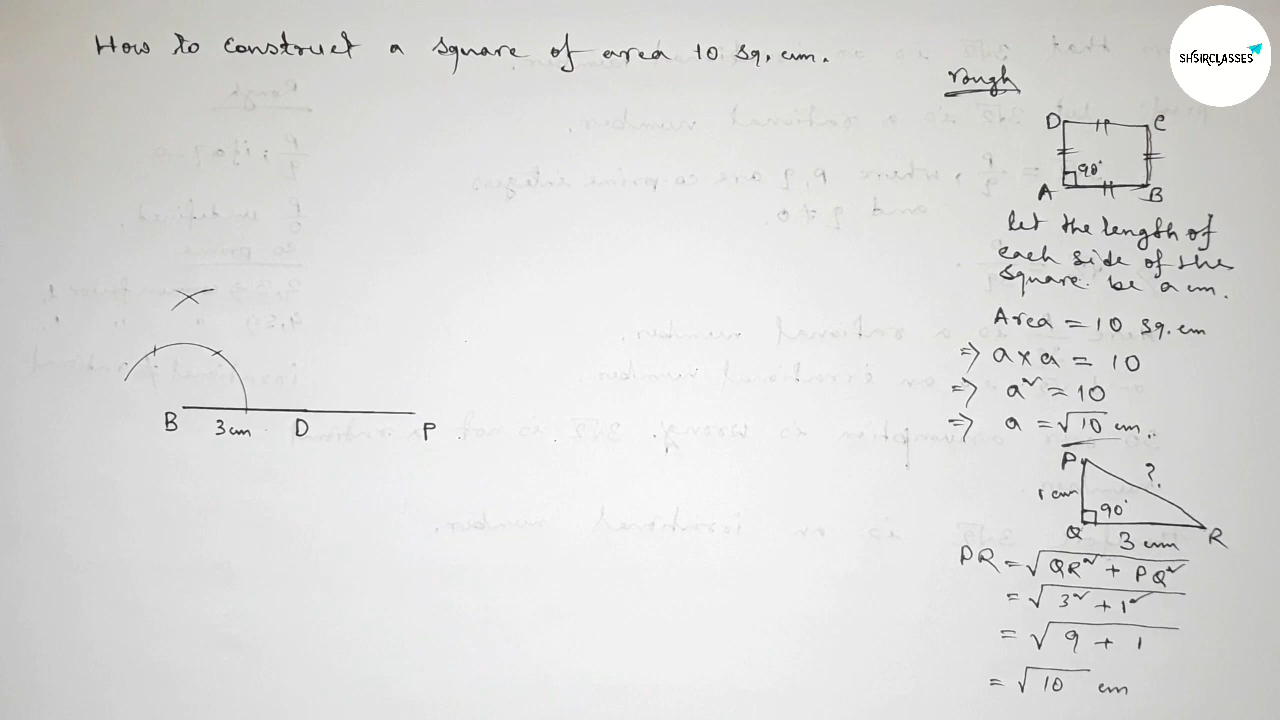 How to construct a square of area 10 sq. cm.
SHSIRCLASSES
rough
D C
90°
A B
Let the length of
each side of the
square be a cm.
Area = 10 sq. cm
⇒ a × a = 10
⇒ a² = 10
⇒ a = √10 cm.
P
?
1 cm
90°
Q 3 cm R
PR = √QR² + PQ²
= √3² + 1²
= √9 + 1
= √10 cm
B 3 cm D P